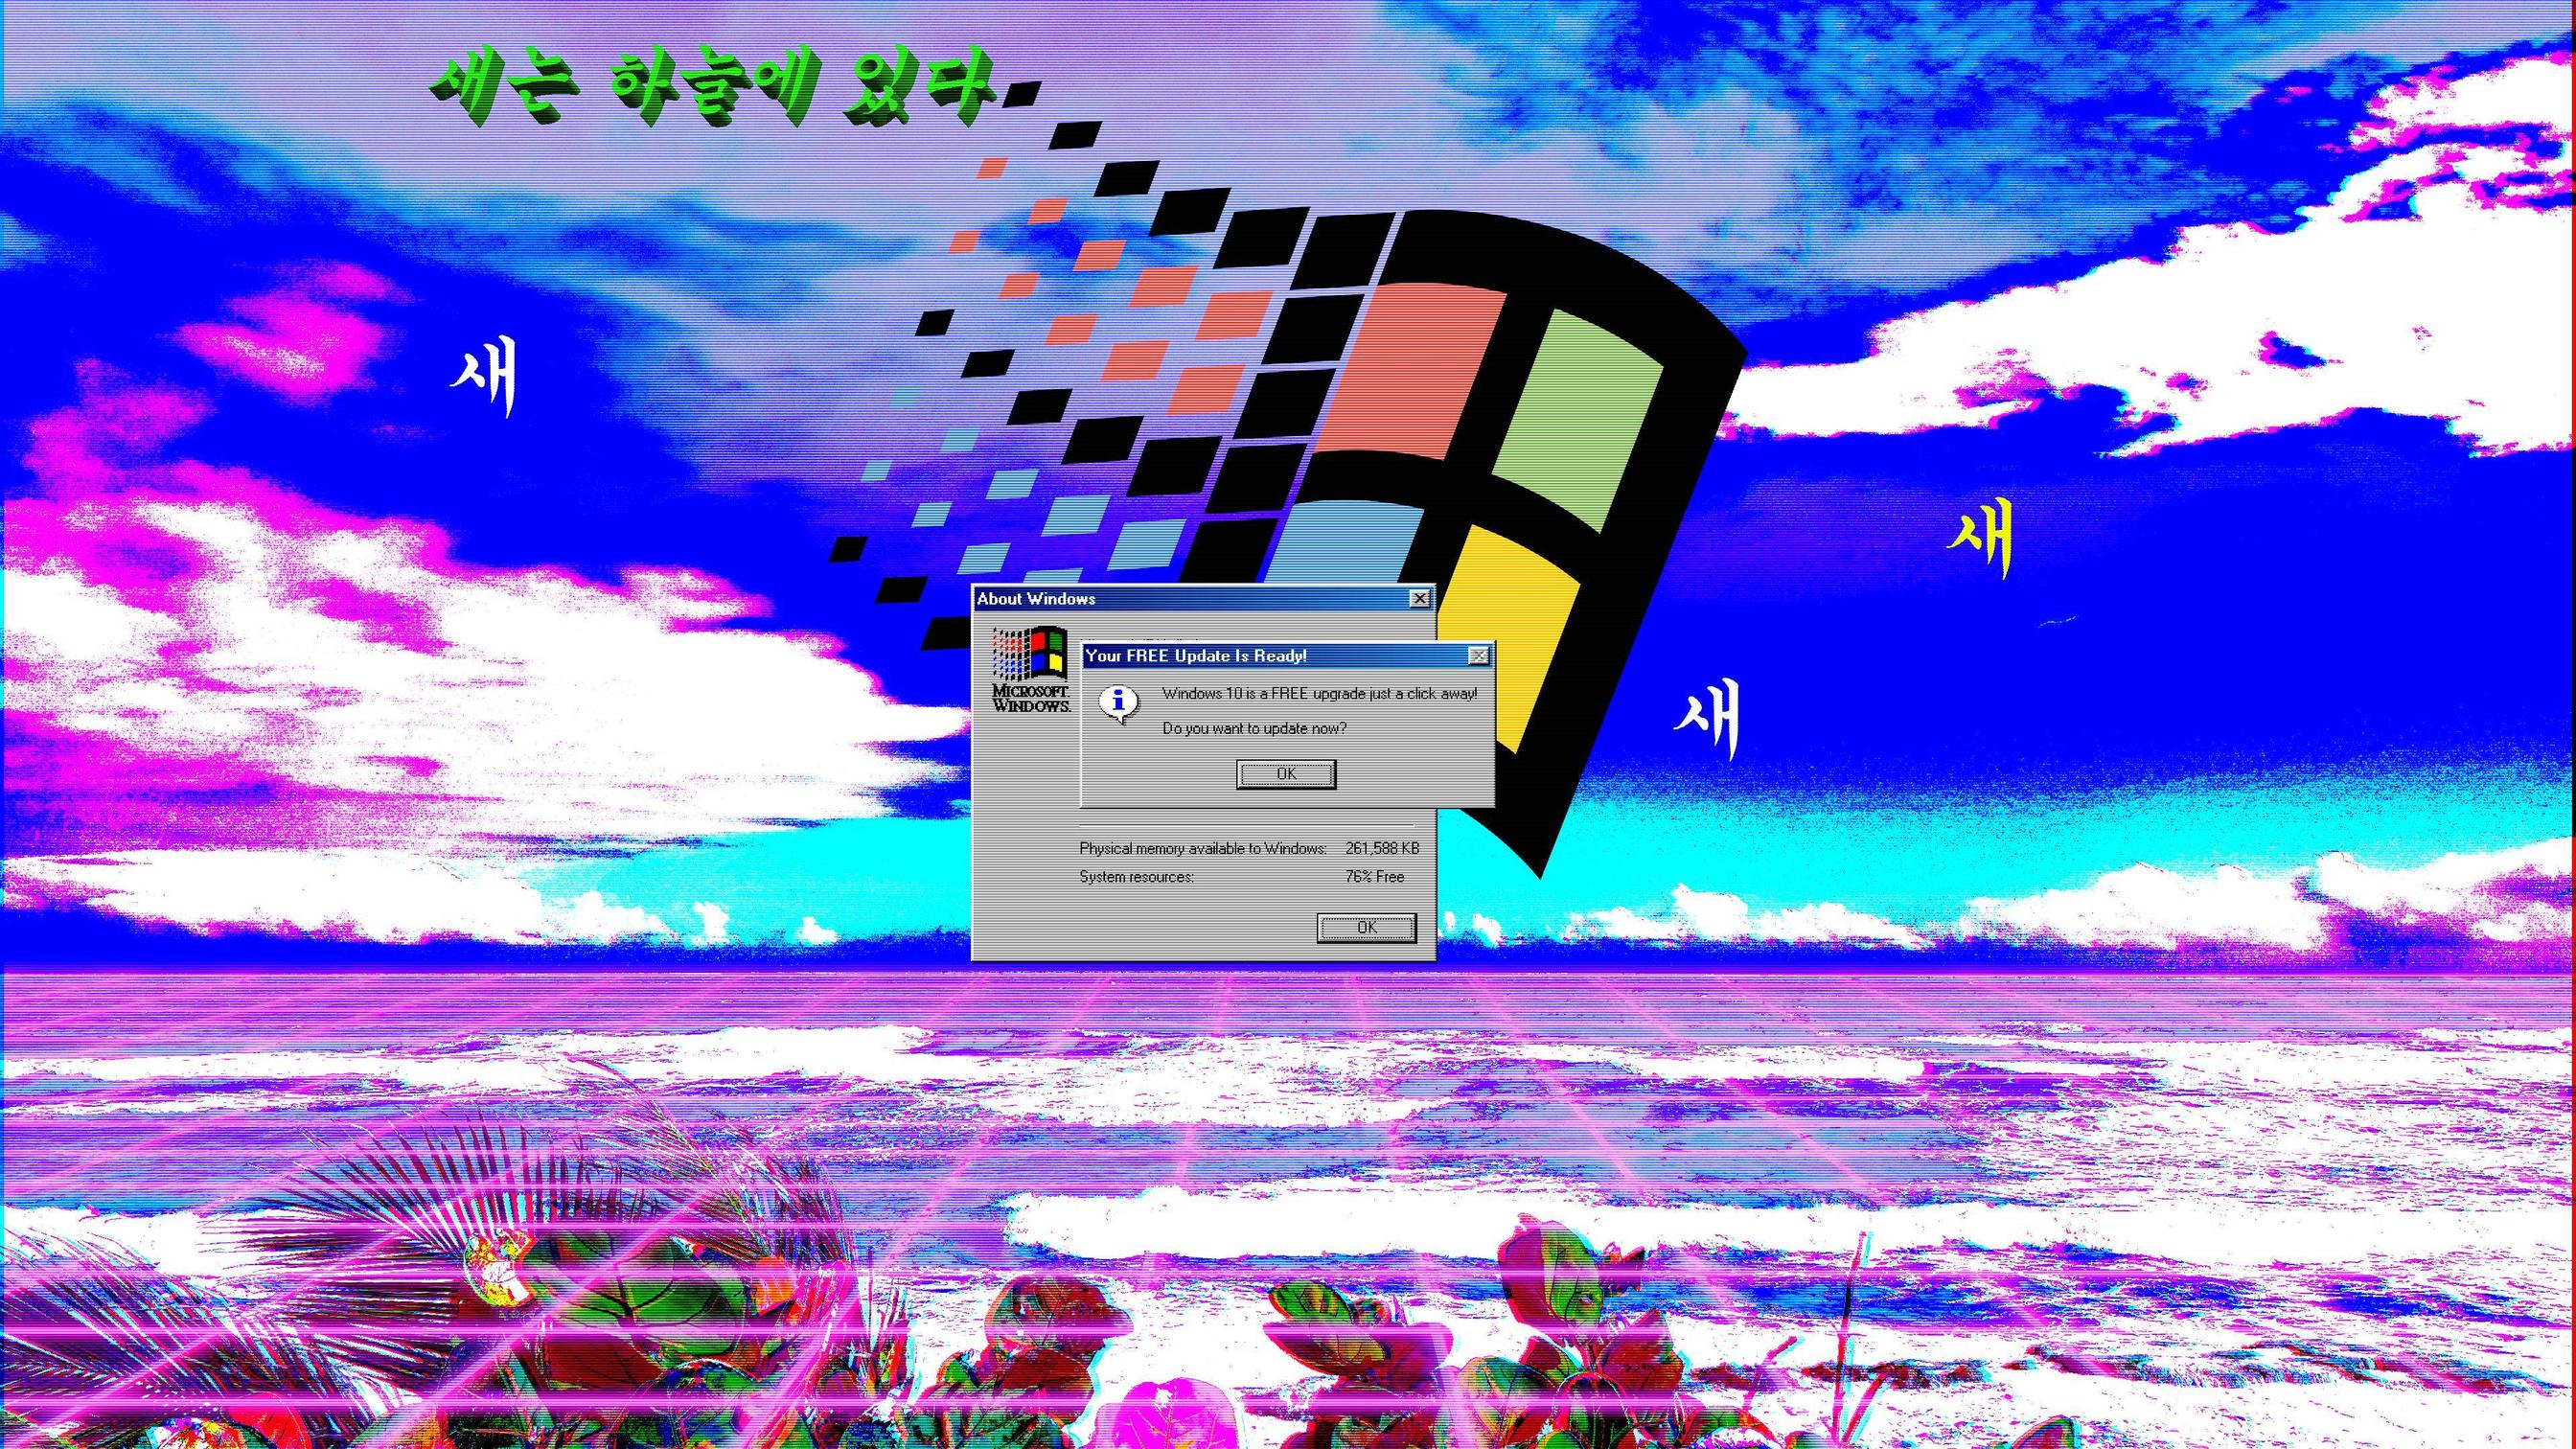 새는 하늘에 있다
새
새
새
About Windows
MICROSOFT.
WINDOWS.
Your FREE Update Is Ready!
Windows 10 is a FREE upgrade just a click away!
Do you want to update now?
OK
Physical memory available to Windows: 261,588 KB
System resources: 76% Free
OK